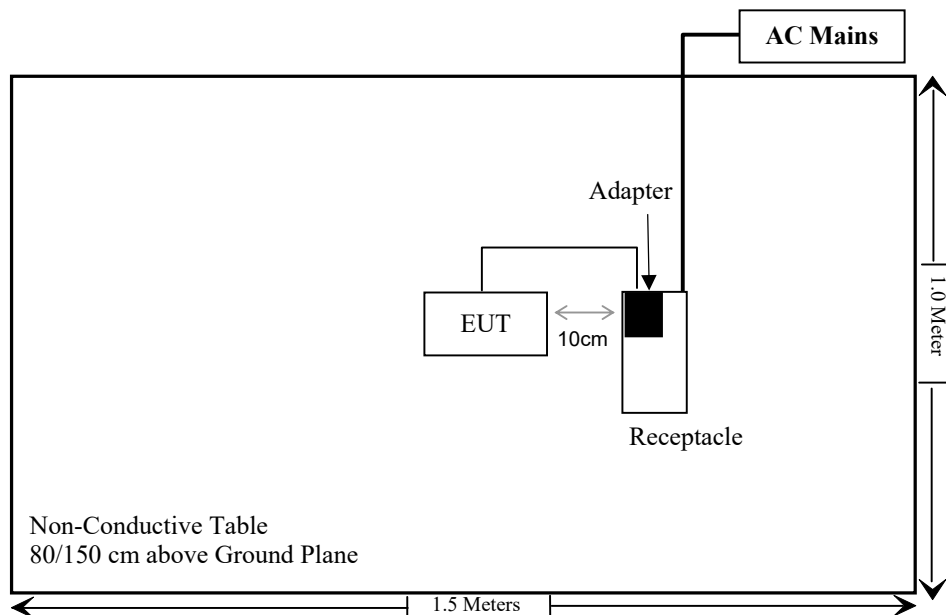 AC Mains
Adapter
EUT
10cm
1.0 Meter
Receptacle
Non-Conductive Table
80/150 cm above Ground Plane
1.5 Meters